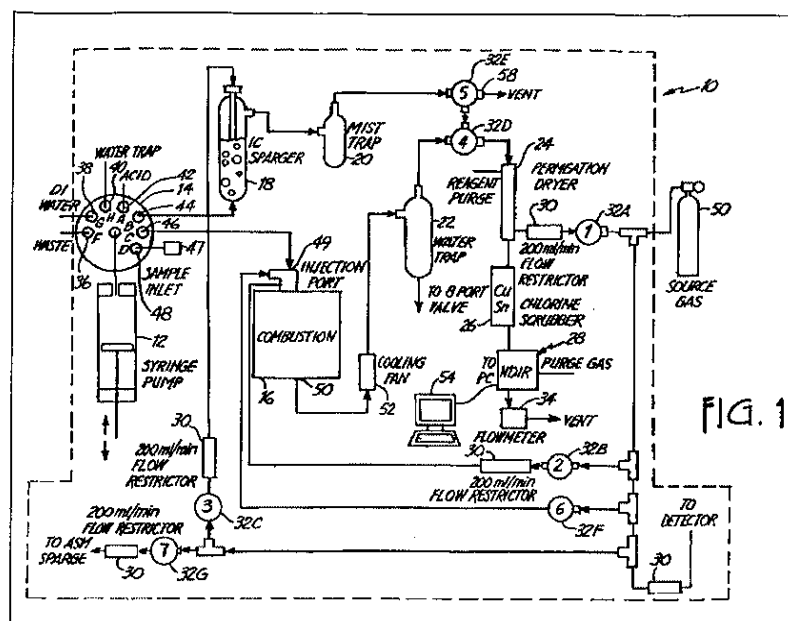 32E
58
5
VENT
10
32D
4
24
IC
SPARGER
MIST
TRAP
20
18
WATER TRAP
40
ACID
42
14
44
38
DI
WATER
G
H
A
B
C
D
F
46
47
WASTE
36
SAMPLE
INLET
48
12
SYRINGE
PUMP
REAGENT
PURGE
PERMEATION
DRYER
30
1
32A
200 ml/min
FLOW
RESTRICTOR
50
SOURCE
GAS
22
WATER
TRAP
TO 8 PORT
VALVE
49
INJECTION
PORT
COMBUSTION
16
50
COOLING
FAN
52
Cu
Sn
CHLORINE
SCRUBBER
26
28
PURGE GAS
NDIR
TO
PC
54
34
VENT
FLOWMETER
FIG. 1
30
200 ml/min
FLOW
RESTRICTOR
30
2
32B
200 ml/min
FLOW RESTRICTOR
6
32F
3
32C
200 ml/min
FLOW RESTRICTOR
TO ASM
SPARGE
7
30
32G
TO
DETECTOR
30